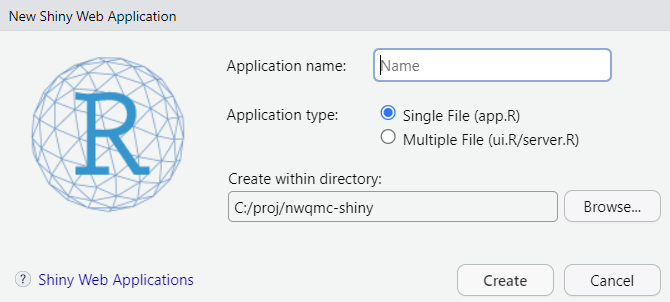 New Shiny Web Application
R
Application name: Name
Application type: Single File (app.R)
Multiple File (ui.R/server.R)
Create within directory:
C:/proj/nwqmc-shiny Browse...
? Shiny Web Applications Create Cancel